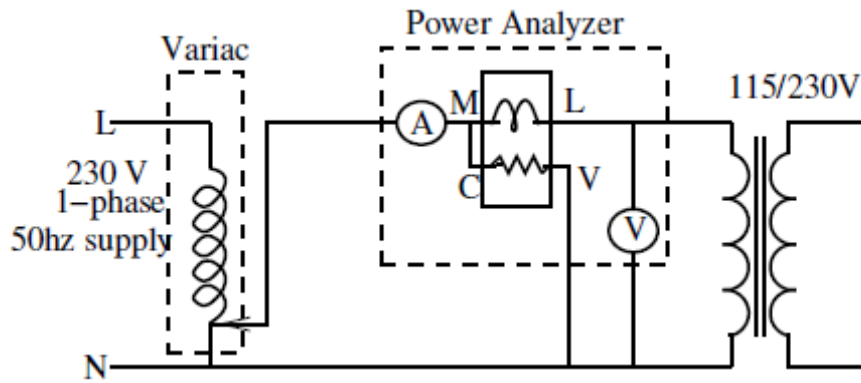 Power Analyzer
Variac
115/230V
L
A
M
L
230 V
1-phase
50hz supply
C
V
V
N